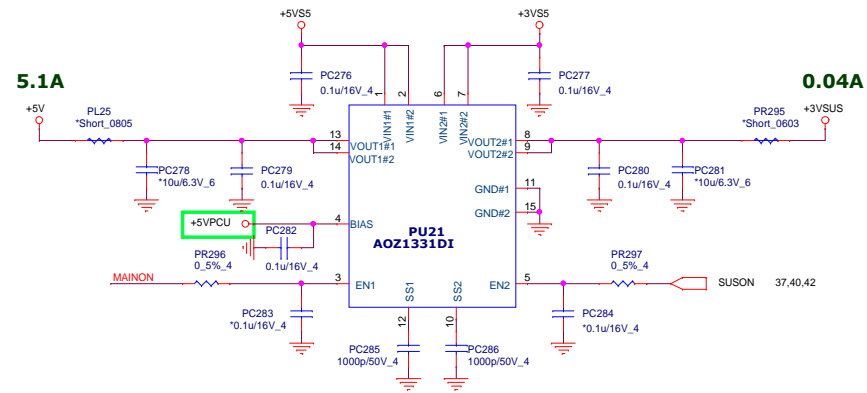 +5VS5
+3VS5
5.1A
0.04A
PC276
0.1u/16V_4
PC277
0.1u/16V_4
+5V
PL25
*Short_0805
PR295
*Short_0603
+3VSUS
1
2
6
7
VIN1#1
VIN1#2
VIN2#1
VIN2#2
13
14
VOUT1#1
VOUT1#2
VOUT2#1
VOUT2#2
8
9
PC278
*10u/6.3V_6
PC279
0.1u/16V_4
PC280
0.1u/16V_4
PC281
*10u/6.3V_6
GND#1
11
GND#2
15
+5VPCU
4
BIAS
PC282
0.1u/16V_4
PU21
AOZ1331DI
PR296
0_5%_4
PR297
0_5%_4
MAINON
3
EN1
EN2
5
SUSON
37,40,42
SS1
SS2
12
10
PC283
*0.1u/16V_4
PC284
*0.1u/16V_4
PC285
1000p/50V_4
PC286
1000p/50V_4